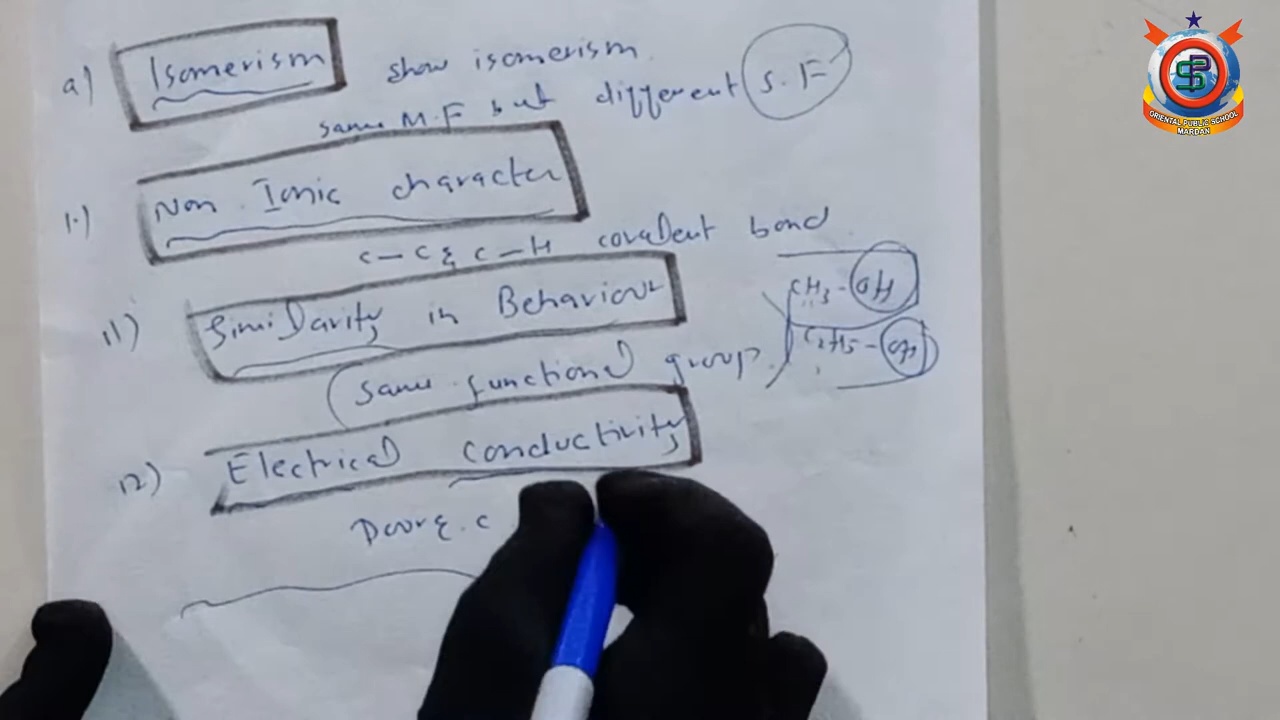 a) Isomerism show isomerism.
same M.F but different S.F
10) Non Ionic character
C-C & C-H covalent bond
11) Similarity in Behaviour
CH3-OH
C2H5-OH
same functional group.
12) Electrical conductivity
Poor E.C
ORIENTAL PUBLIC SCHOOL
MARDAN